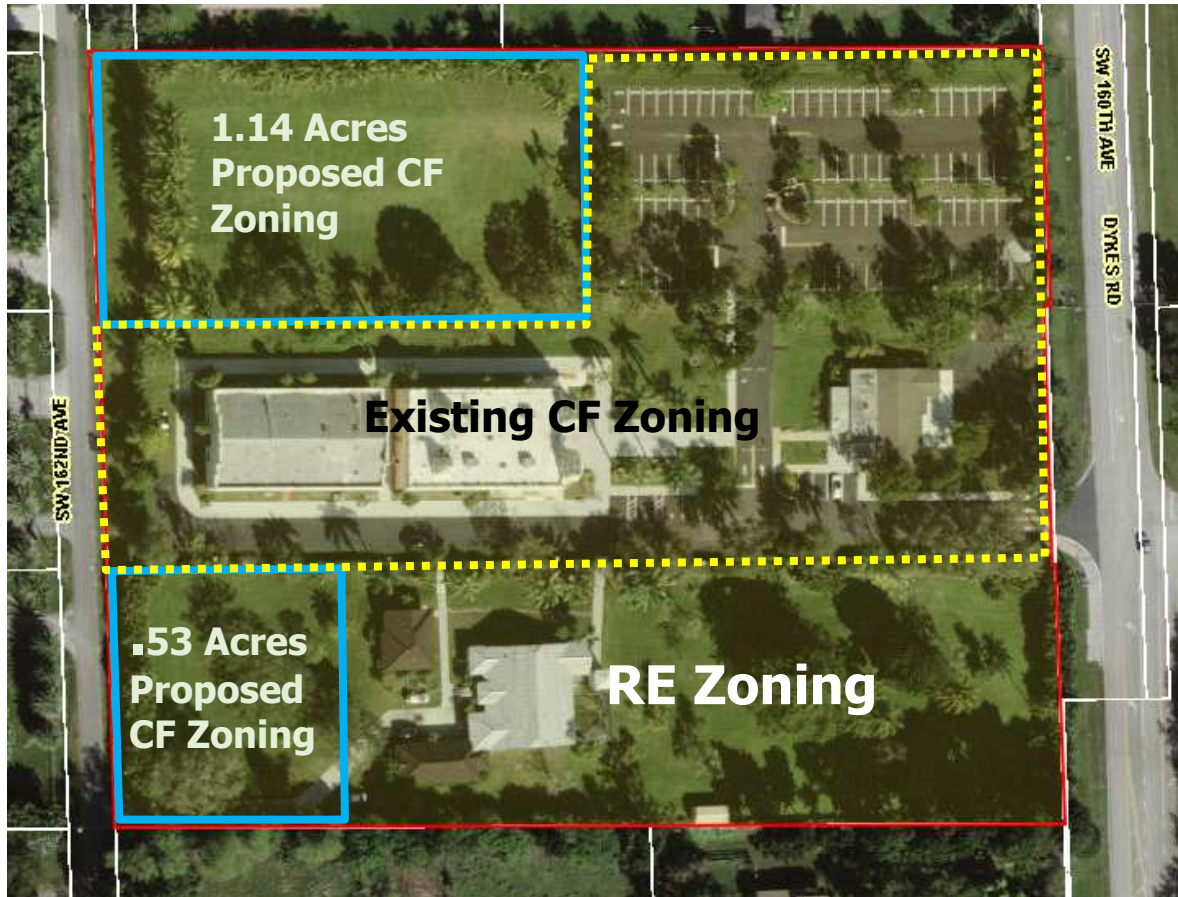 1.14 Acres
Proposed CF
Zoning
SW 160TH AVE
DYKES RD
Existing CF Zoning
SW 162ND AVE
.53 Acres
Proposed
CF Zoning
RE Zoning